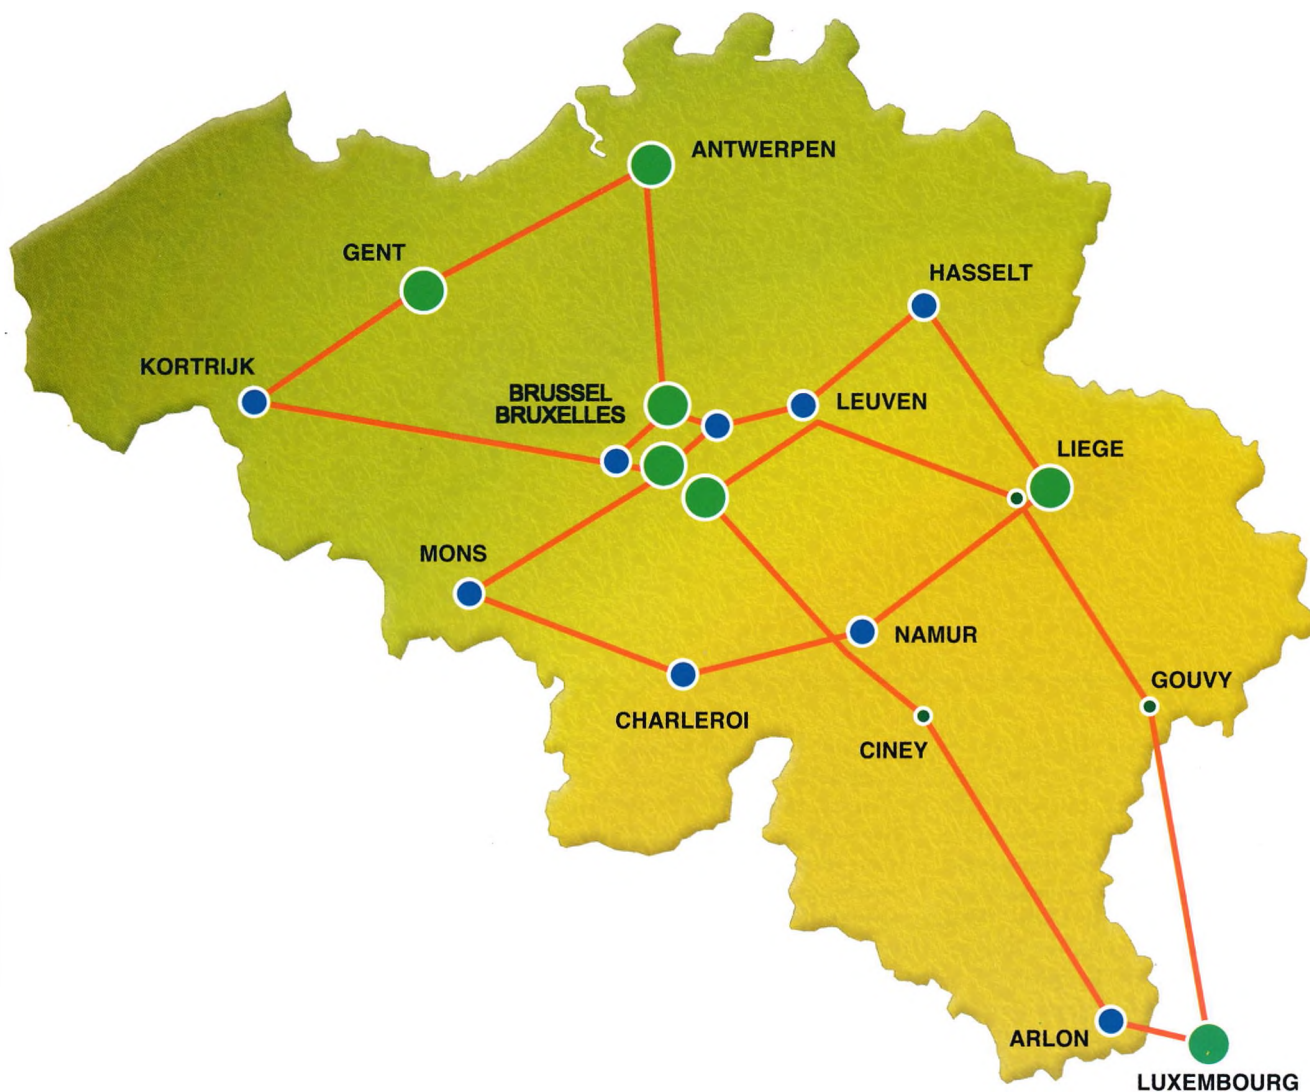 ANTWERPEN
GENT
HASSELT
KORTRIJK
BRUSSEL
BRUXELLES
LEUVEN
LIEGE
MONS
NAMUR
GOUVY
CHARLEROI
CINEY
ARLON
LUXEMBOURG